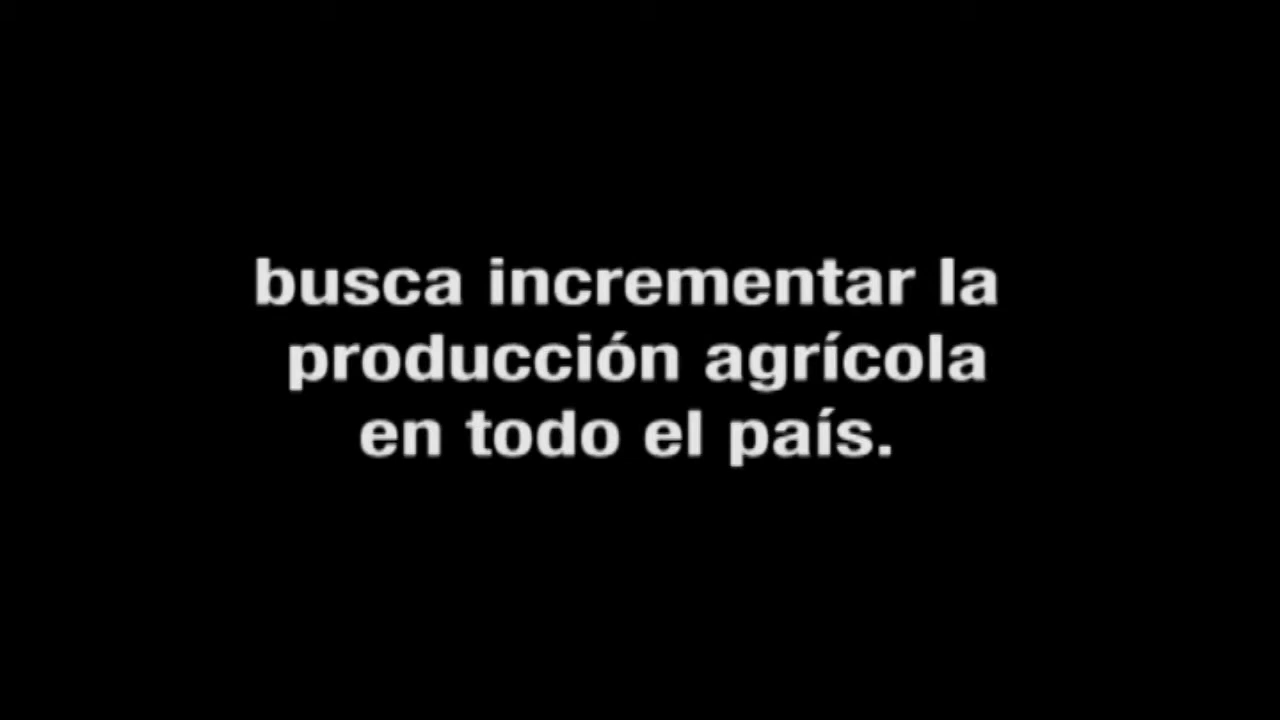 busca incrementar la
producción agrícola
en todo el país.